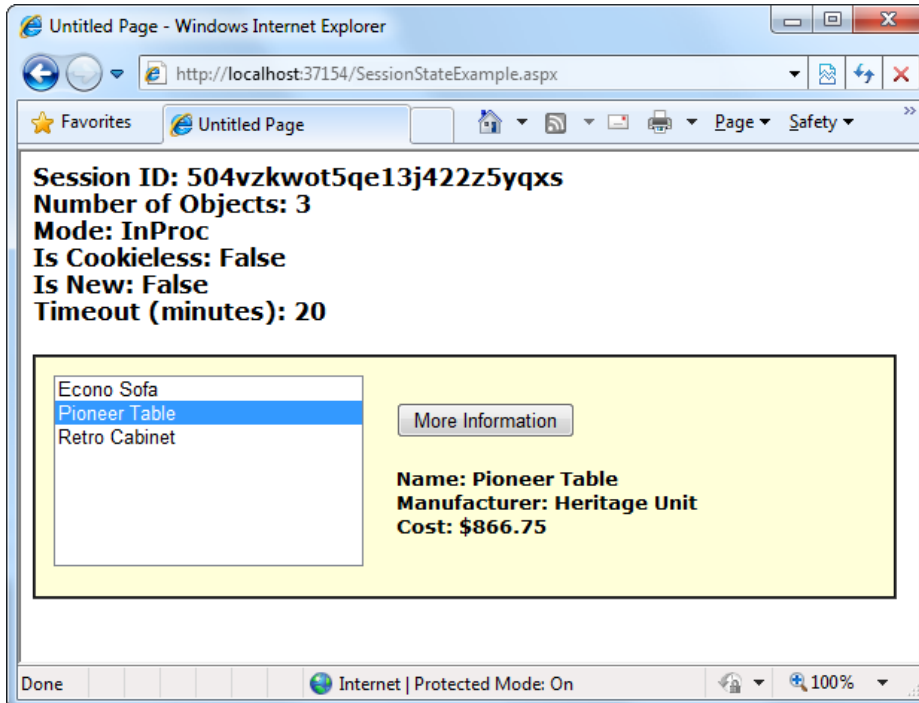 Untitled Page - Windows Internet Explorer
http://localhost:37154/SessionStateExample.aspx
Favorites Untitled Page Page Safety »
Session ID: 504vzkwot5qe13j422z5yqxs
Number of Objects: 3
Mode: InProc
Is Cookieless: False
Is New: False
Timeout (minutes): 20
Econo Sofa
Pioneer Table
Retro Cabinet
More Information
Name: Pioneer Table
Manufacturer: Heritage Unit
Cost: $866.75
Done Internet | Protected Mode: On 100%